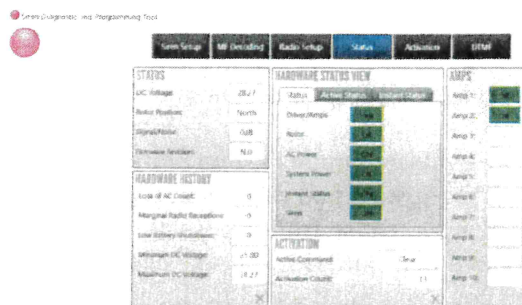 Siren Diagnostic and Programming Tool
Siren Setup
MF Decoding
Radio Setup
Status
Activation
DTMF
STATUS
DC Voltage:
Rotor Position: North
Signal/Noise: 0dB
Firmware Revision:
HARDWARE HISTORY
Loss of AC Count: 0
Marginal Radio Receptions: 0
Low Battery Shutdowns: 0
Minimum DC Voltage:
Maximum DC Voltage:
HARDWARE STATUS VIEW
Status
Active Status
Instant Status
Driver/Amps
Rotor
AC Power
System Power
Instant Status
Siren
ACTIVATION
Active Command: Clear
Activation Count:
AMPS
Amp 1:
Amp 2:
Amp 3:
Amp 4:
Amp 5:
Amp 6:
Amp 7:
Amp 8:
Amp 9:
Amp 10: